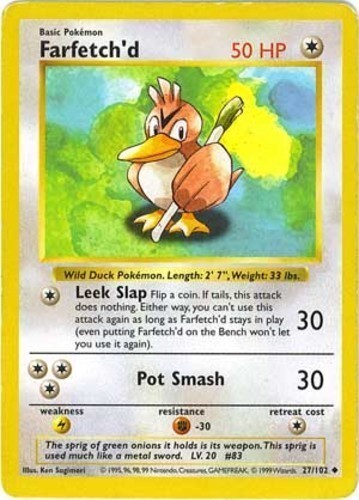 Basic Pokémon
Farfetch'd 50 HP
Wild Duck Pokémon. Length: 2' 7", Weight: 33 lbs.
Leek Slap Flip a coin. If tails, this attack
does nothing. Either way, you can't use this
attack again as long as Farfetch'd stays in play
(even putting Farfetch'd on the Bench won't let
you use it again).
30
Pot Smash 30
weakness resistance retreat cost
-30
The sprig of green onions it holds is its weapon. This sprig is
used much like a metal sword. LV. 20 #83
Illus. Ken Sugimori © 1995, 96, 98, 99 Nintendo, Creatures, GAMEFREAK. © 1999 Wizards. 27/102